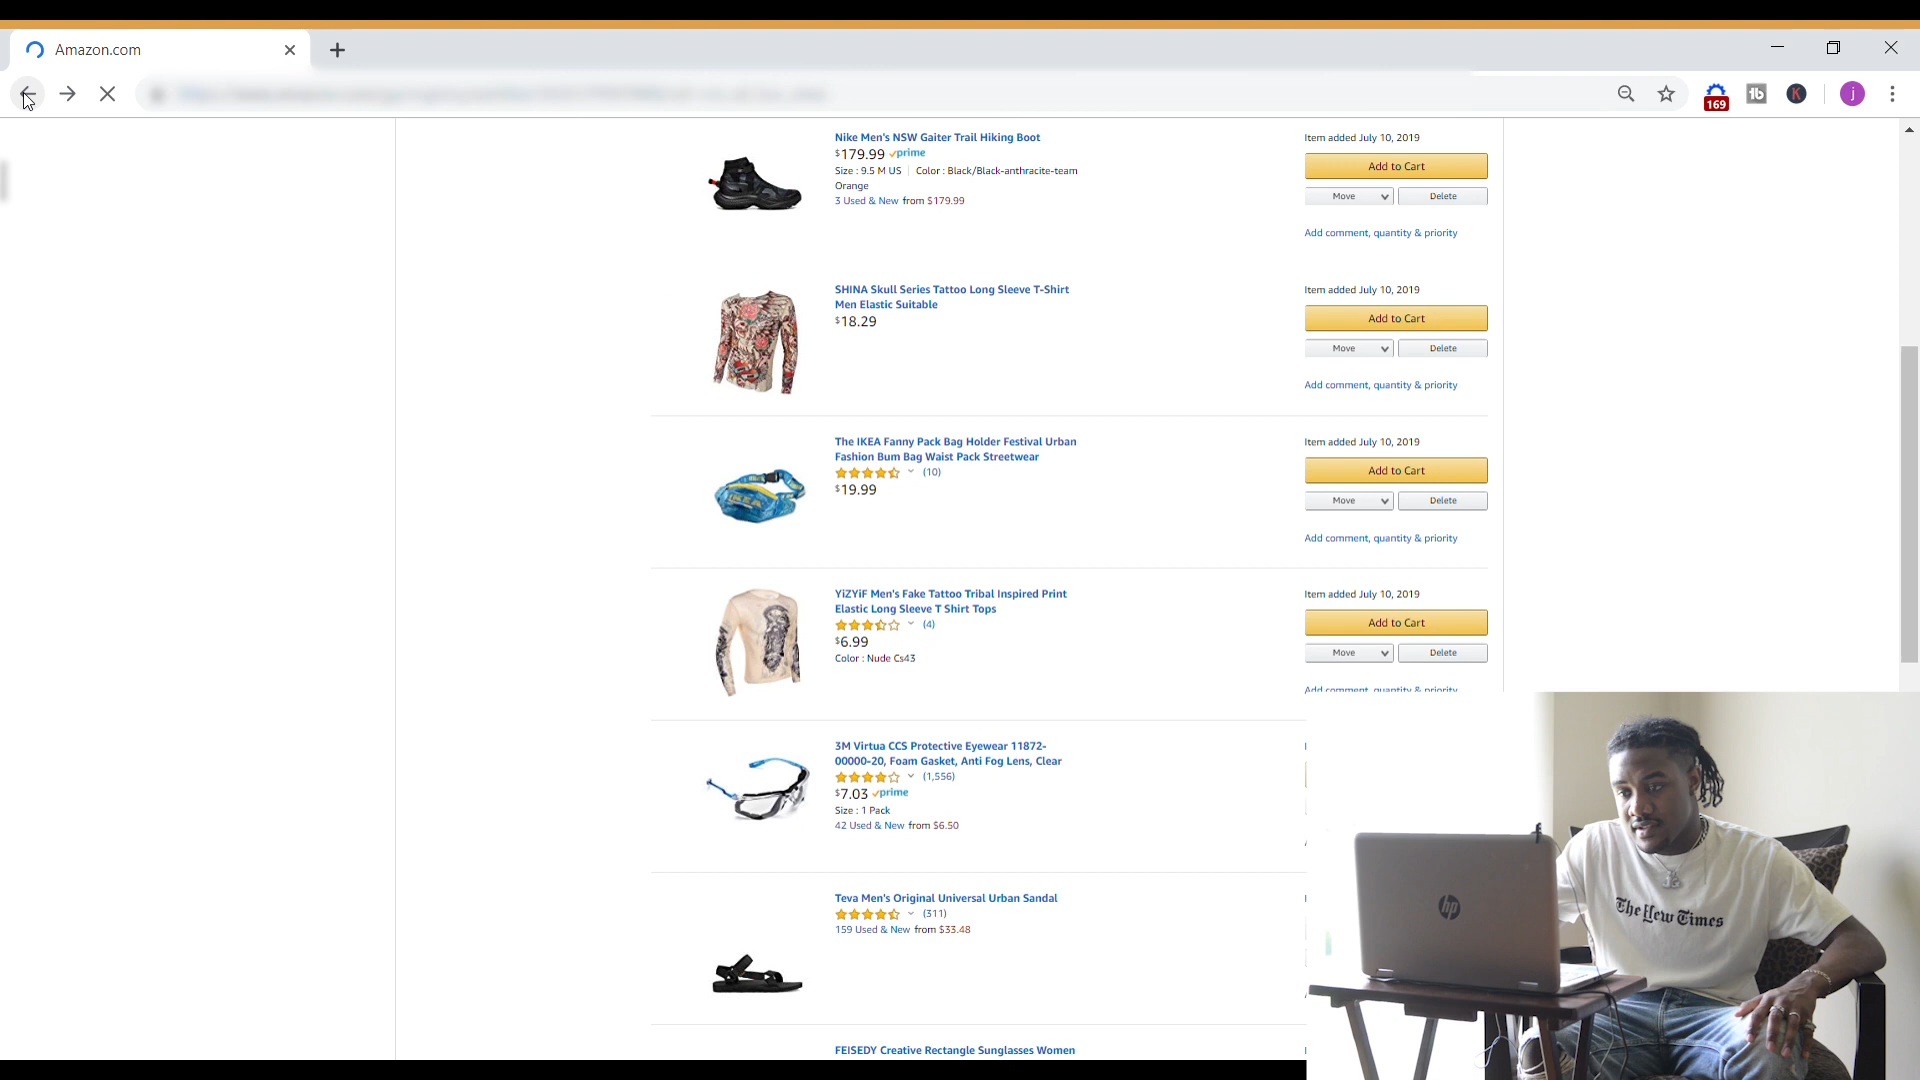 Amazon.com
169
j
Nike Men's NSW Gaiter Trail Hiking Boot
$179.99 prime
Size : 9.5 M US | Color : Black/Black-anthracite-team
Orange
3 Used & New from $179.99
Item added July 10, 2019
Add to Cart
Move Delete
Add comment, quantity & priority
SHINA Skull Series Tattoo Long Sleeve T-Shirt
Men Elastic Suitable
$18.29
Item added July 10, 2019
Add to Cart
Move Delete
Add comment, quantity & priority
The IKEA Fanny Pack Bag Holder Festival Urban
Fashion Bum Bag Waist Pack Streetwear
(10)
$19.99
Item added July 10, 2019
Add to Cart
Move Delete
Add comment, quantity & priority
YiZYiF Men's Fake Tattoo Tribal Inspired Print
Elastic Long Sleeve T Shirt Tops
(4)
$6.99
Color : Nude Cs43
Item added July 10, 2019
Add to Cart
Move Delete
Add comment, quantity & priority
3M Virtua CCS Protective Eyewear 11872-
00000-20, Foam Gasket, Anti Fog Lens, Clear
(1,556)
$7.03 prime
Size : 1 Pack
42 Used & New from $6.50
Teva Men's Original Universal Urban Sandal
(311)
159 Used & New from $33.48
FEISEDY Creative Rectangle Sunglasses Women
hp
The New Times